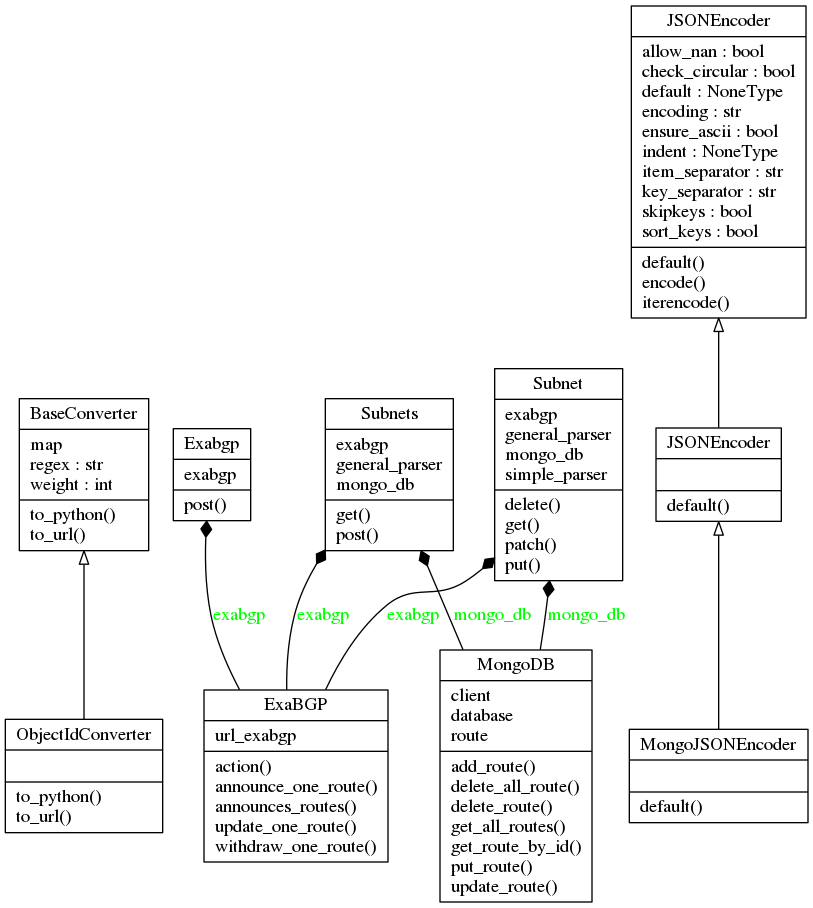 JSONEncoder
allow_nan : bool
check_circular : bool
default : NoneType
encoding : str
ensure_ascii : bool
indent : NoneType
item_separator : str
key_separator : str
skipkeys : bool
sort_keys : bool
default()
encode()
iterencode()
BaseConverter
map
regex : str
weight : int
to_python()
to_url()
Exabgp
exabgp
post()
Subnets
exabgp
general_parser
mongo_db
get()
post()
Subnet
exabgp
general_parser
mongo_db
simple_parser
delete()
get()
patch()
put()
JSONEncoder
default()
exabgp
exabgp
exabgp
mongo_db
mongo_db
ObjectIdConverter
to_python()
to_url()
ExaBGP
url_exabgp
action()
announce_one_route()
announces_routes()
update_one_route()
withdraw_one_route()
MongoDB
client
database
route
add_route()
delete_all_route()
delete_route()
get_all_routes()
get_route_by_id()
put_route()
update_route()
MongoJSONEncoder
default()